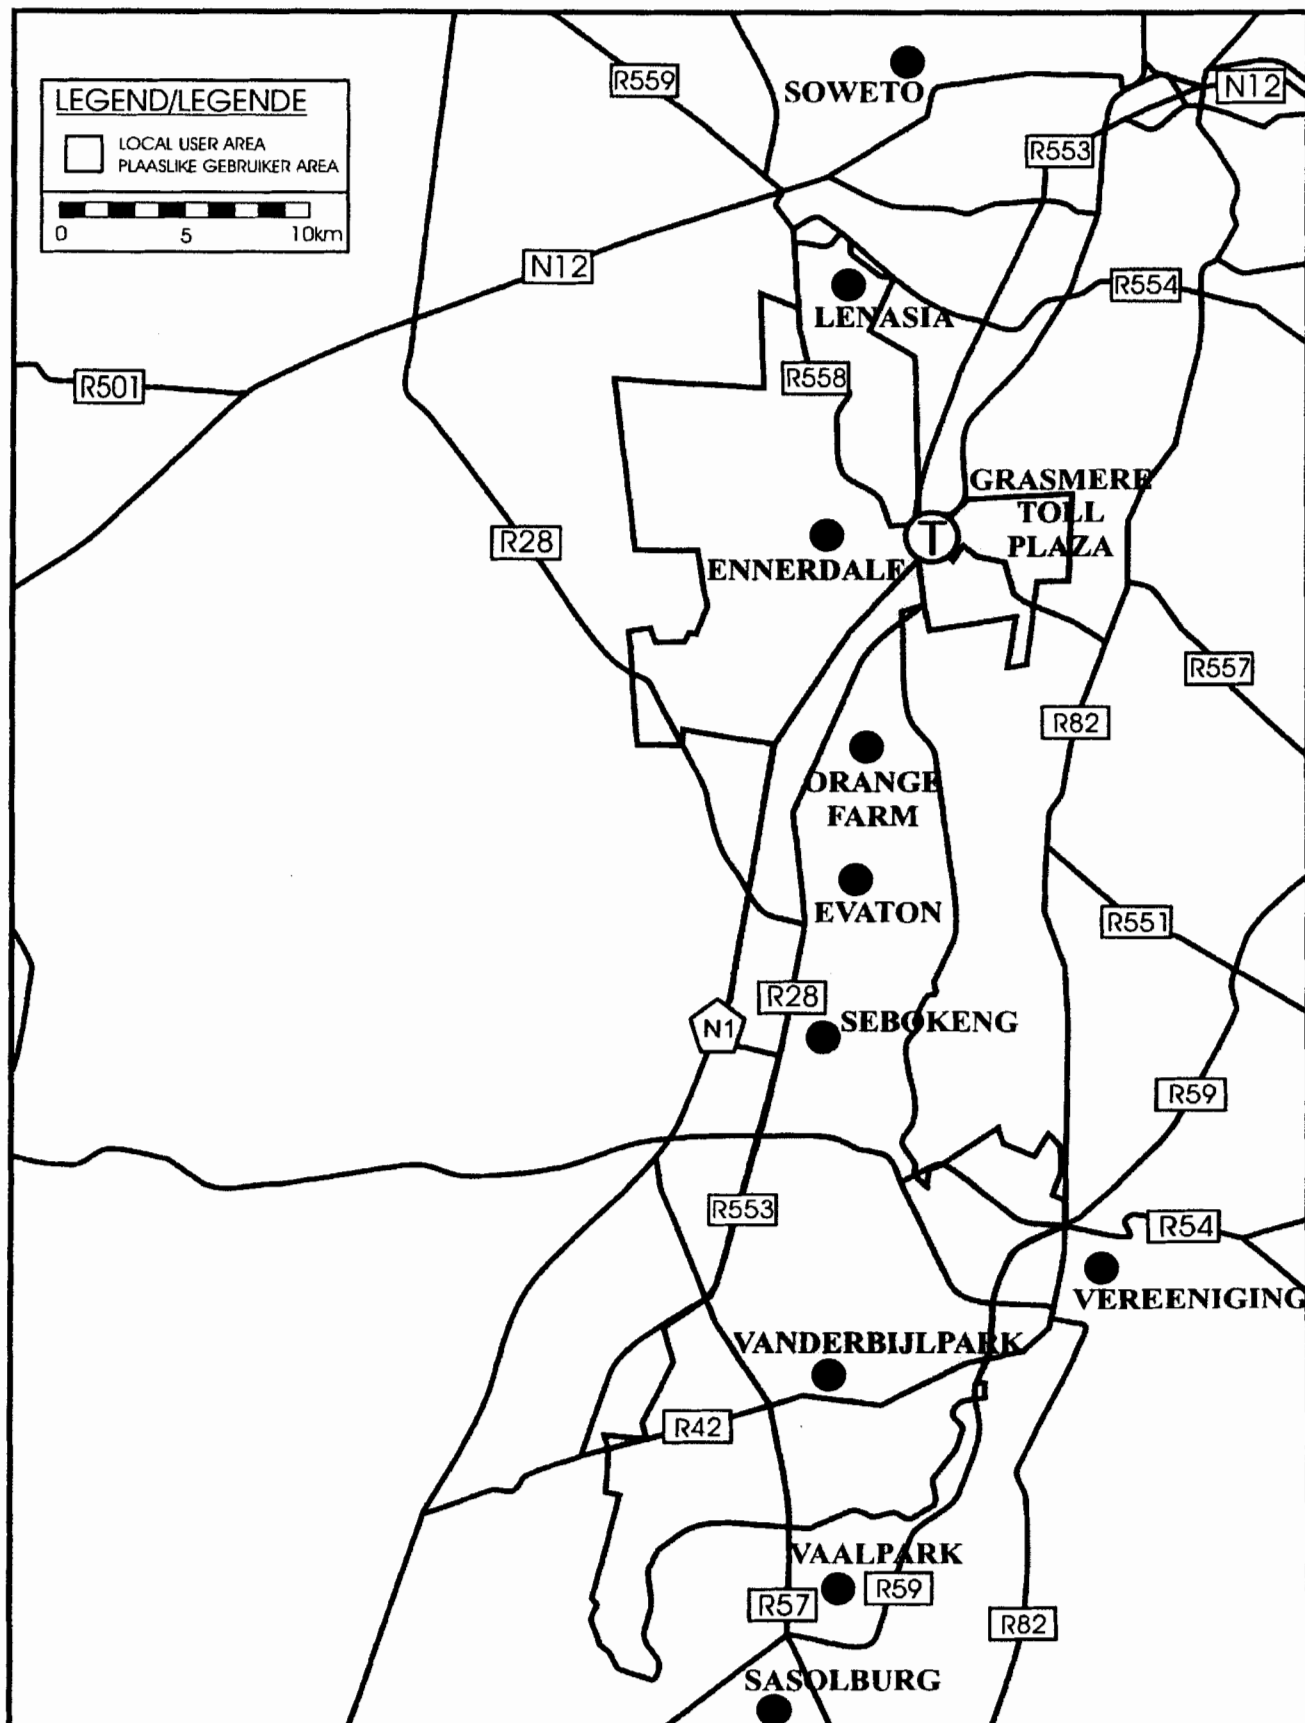 SOWETO
R559
N12
LEGEND/LEGENDE
LOCAL USER AREA
PLAASLIKE GEBRUIKER AREA
0 5 10km
R553
N12
R554
LENASIA
R501
R558
GRASMERE
TOLL
PLAZA
T
R28
ENNERDALE
R557
R82
ORANGE
FARM
EVATON
R551
R28
SEBOKENG
N1
R59
R553
R54
VEREENIGING
VANDERBIJLPARK
R42
VAALPARK
R59
R57
R82
SASOLBURG